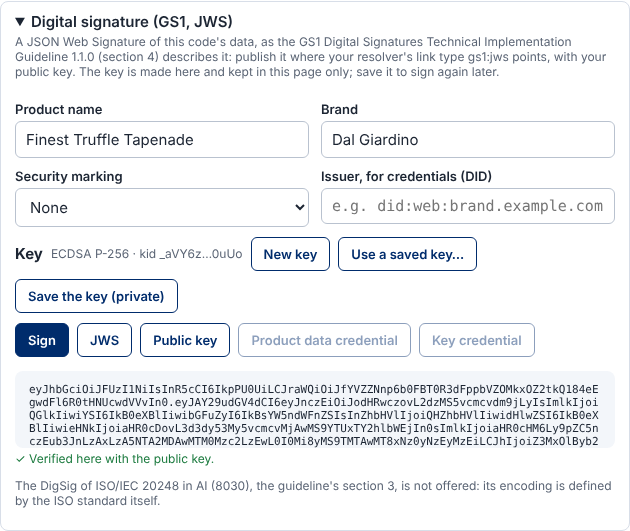 ▼ Digital signature (GS1, JWS)
A JSON Web Signature of this code's data, as the GS1 Digital Signatures Technical Implementation
Guideline 1.1.0 (section 4) describes it: publish it where your resolver's link type gs1:jws points, with your
public key. The key is made here and kept in this page only; save it to sign again later.
Product name
Brand
Finest Truffle Tapenade
Dal Giardino
Security marking
Issuer, for credentials (DID)
None
e.g. did:web:brand.example.com
Key ECDSA P-256 · kid _aVY6z…0uUo New key Use a saved key…
Save the key (private)
Sign JWS Public key Product data credential Key credential
✓ Verified here with the public key.
The DigSig of ISO/IEC 20248 in AI (8030), the guideline's section 3, is not offered: its encoding is defined
by the ISO standard itself.